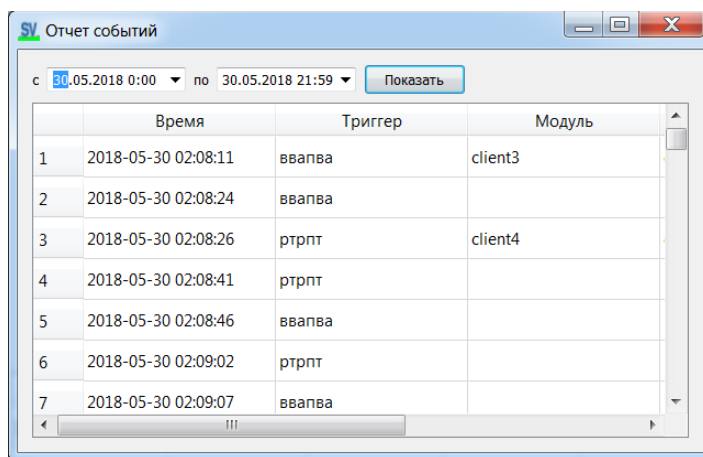 SV Отчет событий
с 30.05.2018 0:00 по 30.05.2018 21:59 Показать
Время Триггер Модуль
1 2018-05-30 02:08:11 ввапва client3
2 2018-05-30 02:08:24 ввапва
3 2018-05-30 02:08:26 ртрпт client4
4 2018-05-30 02:08:41 ртрпт
5 2018-05-30 02:08:46 ввапва
6 2018-05-30 02:09:02 ртрпт
7 2018-05-30 02:09:07 ввапва